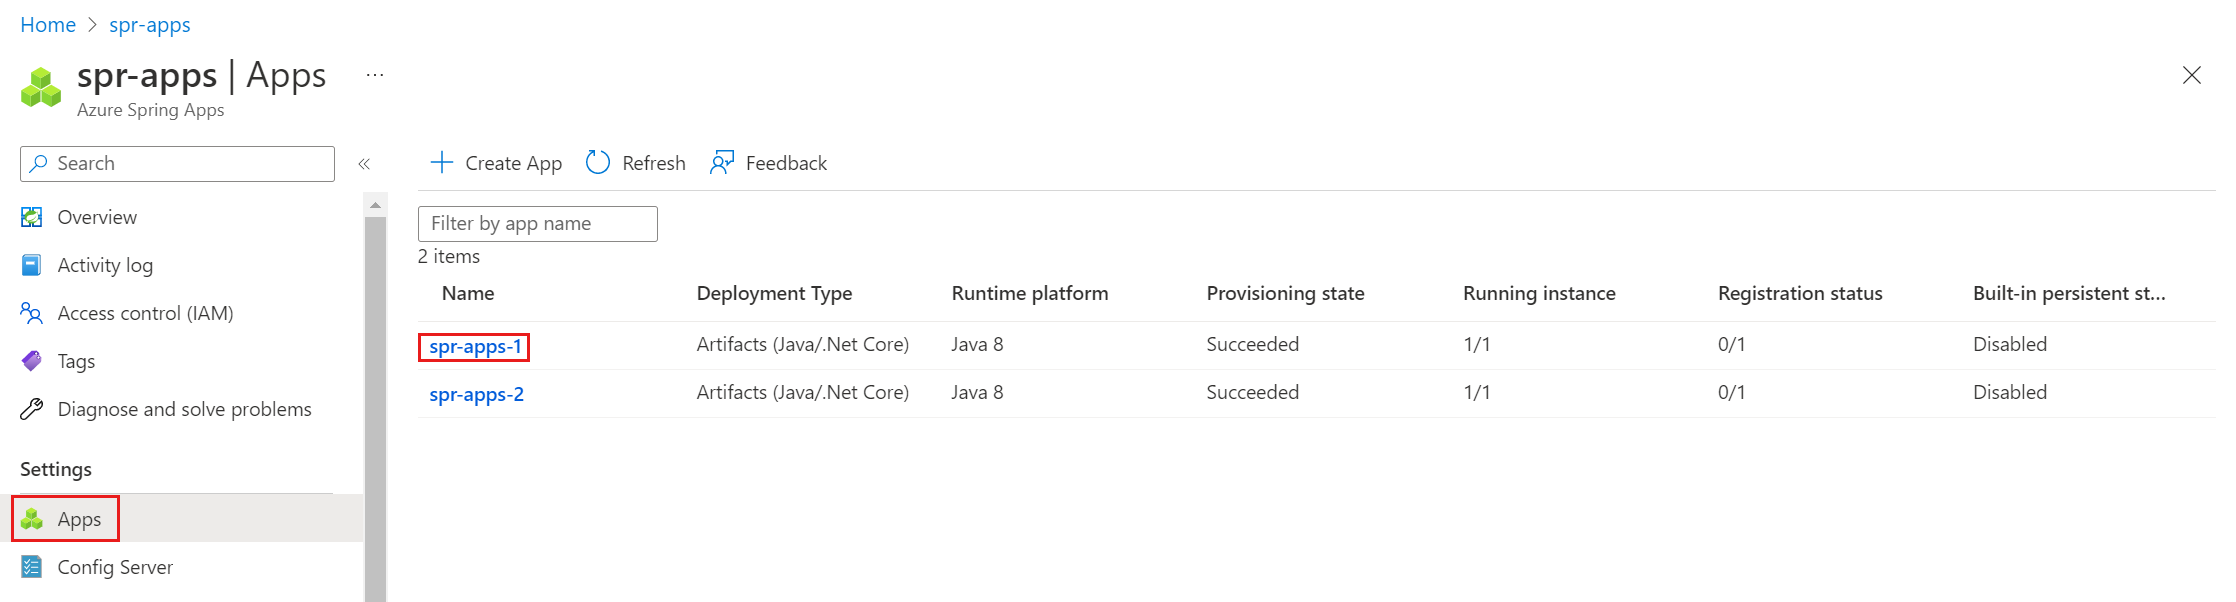 Home > spr-apps
spr-apps | Apps ...
Azure Spring Apps
Search «
Create App Refresh Feedback
Overview
Filter by app name
2 items
Activity log
Name Deployment Type Runtime platform Provisioning state Running instance Registration status Built-in persistent st...
Access control (IAM)
spr-apps-1 Artifacts (Java/.Net Core) Java 8 Succeeded 1/1 0/1 Disabled
Tags
spr-apps-2 Artifacts (Java/.Net Core) Java 8 Succeeded 1/1 0/1 Disabled
Diagnose and solve problems
Settings
Apps
Config Server